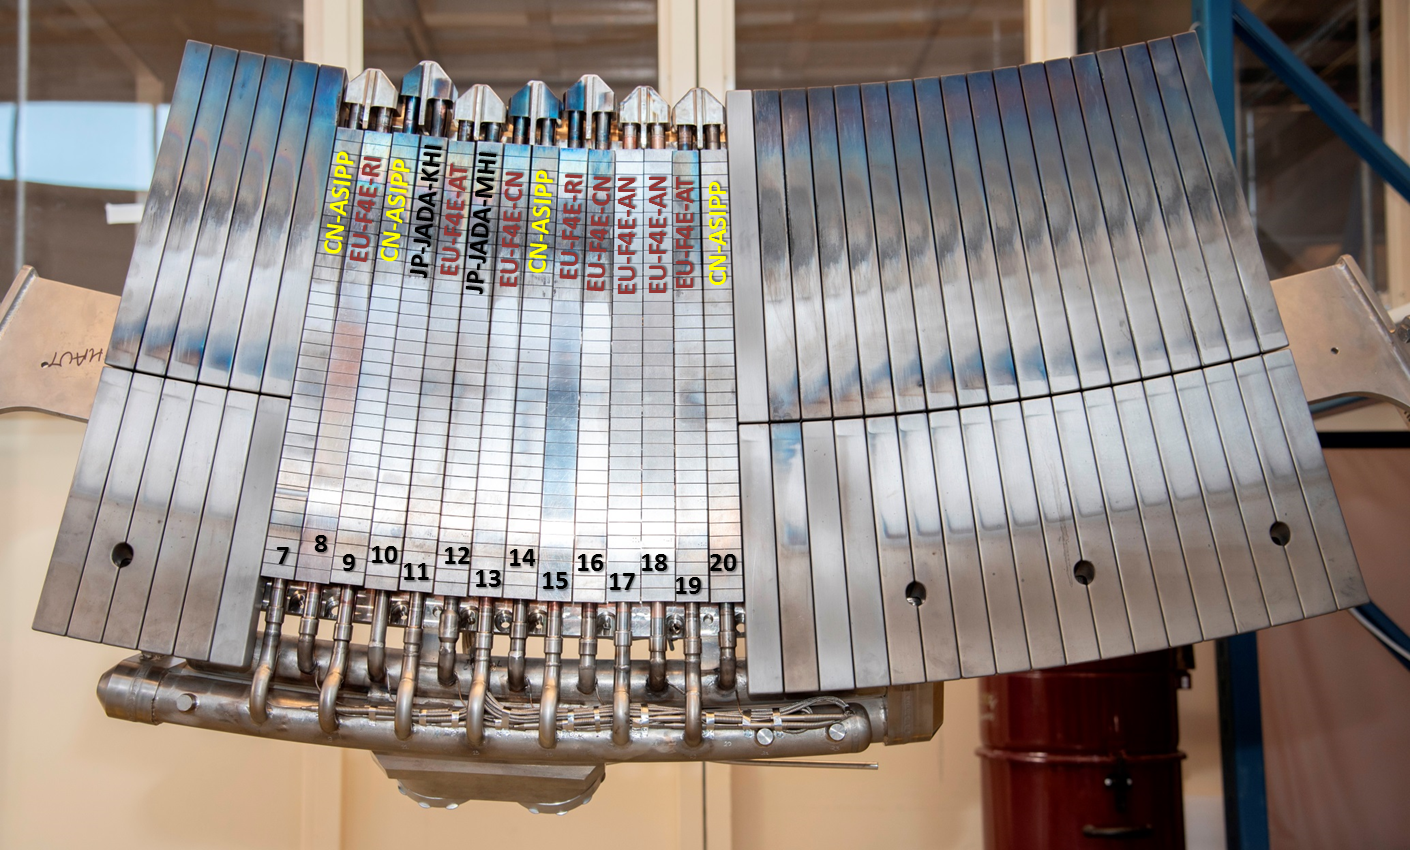 CN-ASIPP
EU-F4E-RI
CN-ASIPP
JP-JADA-KHI
EU-F4E-AT
JP-JADA-MHI
EU-F4E-CN
CN-ASIPP
EU-F4E-RI
EU-F4E-CN
EU-F4E-AN
EU-F4E-AN
EU-F4E-AT
CN-ASIPP
HAUT
7
8
9
10
11
12
13
14
15
16
17
18
19
20